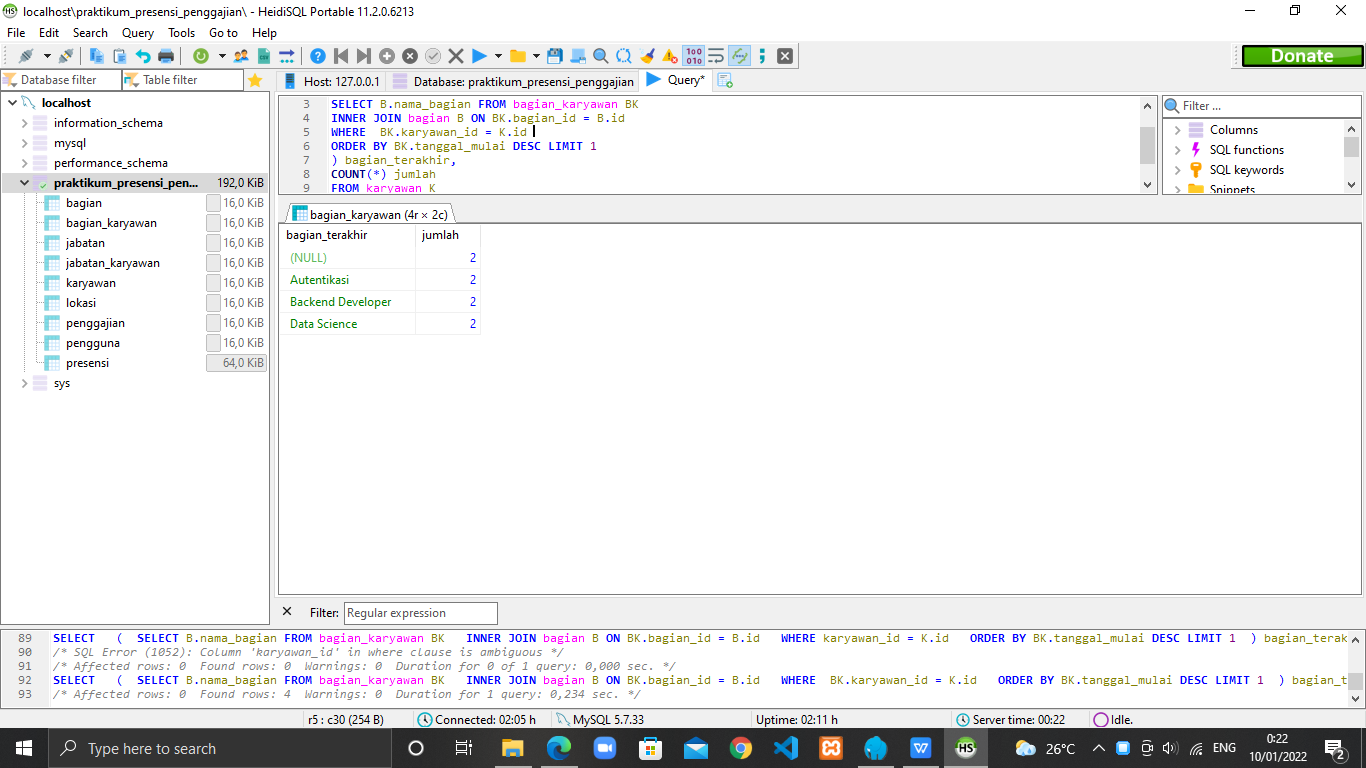 localhost\praktikum_presensi_penggajian\ - HeidiSQL Portable 11.2.0.6213
File Edit Search Query Tools Go to Help
Donate
Database filter Table filter
Host: 127.0.0.1 Database: praktikum_presensi_penggajian Query*
localhost
information_schema
mysql
performance_schema
praktikum_presensi_pen... 192,0 KiB
bagian 16,0 KiB
bagian_karyawan 16,0 KiB
jabatan 16,0 KiB
jabatan_karyawan 16,0 KiB
karyawan 16,0 KiB
lokasi 16,0 KiB
penggajian 16,0 KiB
pengguna 16,0 KiB
presensi 64,0 KiB
sys
3 SELECT B.nama_bagian FROM bagian_karyawan BK
4 INNER JOIN bagian B ON BK.bagian_id = B.id
5 WHERE  BK.karyawan_id = K.id
6 ORDER BY BK.tanggal_mulai DESC LIMIT 1
7 ) bagian_terakhir,
8 COUNT(*) jumlah
9 FROM karyawan K
Filter ...
Columns
SQL functions
SQL keywords
Snippets
bagian_karyawan (4r × 2c)
bagian_terakhir jumlah
(NULL) 2
Autentikasi 2
Backend Developer 2
Data Science 2
Filter: Regular expression
89 SELECT   (  SELECT B.nama_bagian FROM bagian_karyawan BK   INNER JOIN bagian B ON BK.bagian_id = B.id   WHERE karyawan_id = K.id   ORDER BY BK.tanggal_mulai DESC LIMIT 1  ) bagian_terak
90 /* SQL Error (1052): Column 'karyawan_id' in where clause is ambiguous */
91 /* Affected rows: 0  Found rows: 0  Warnings: 0  Duration for 0 of 1 query: 0,000 sec. */
92 SELECT   (  SELECT B.nama_bagian FROM bagian_karyawan BK   INNER JOIN bagian B ON BK.bagian_id = B.id   WHERE  BK.karyawan_id = K.id   ORDER BY BK.tanggal_mulai DESC LIMIT 1  ) bagian_t
93 /* Affected rows: 0  Found rows: 4  Warnings: 0  Duration for 1 query: 0,234 sec. */
r5 : c30 (254 B) Connected: 02:05 h MySQL 5.7.33 Uptime: 02:11 h Server time: 00:22 Idle.
Type here to search
HS
26°C ENG 0:22
10/01/2022 2